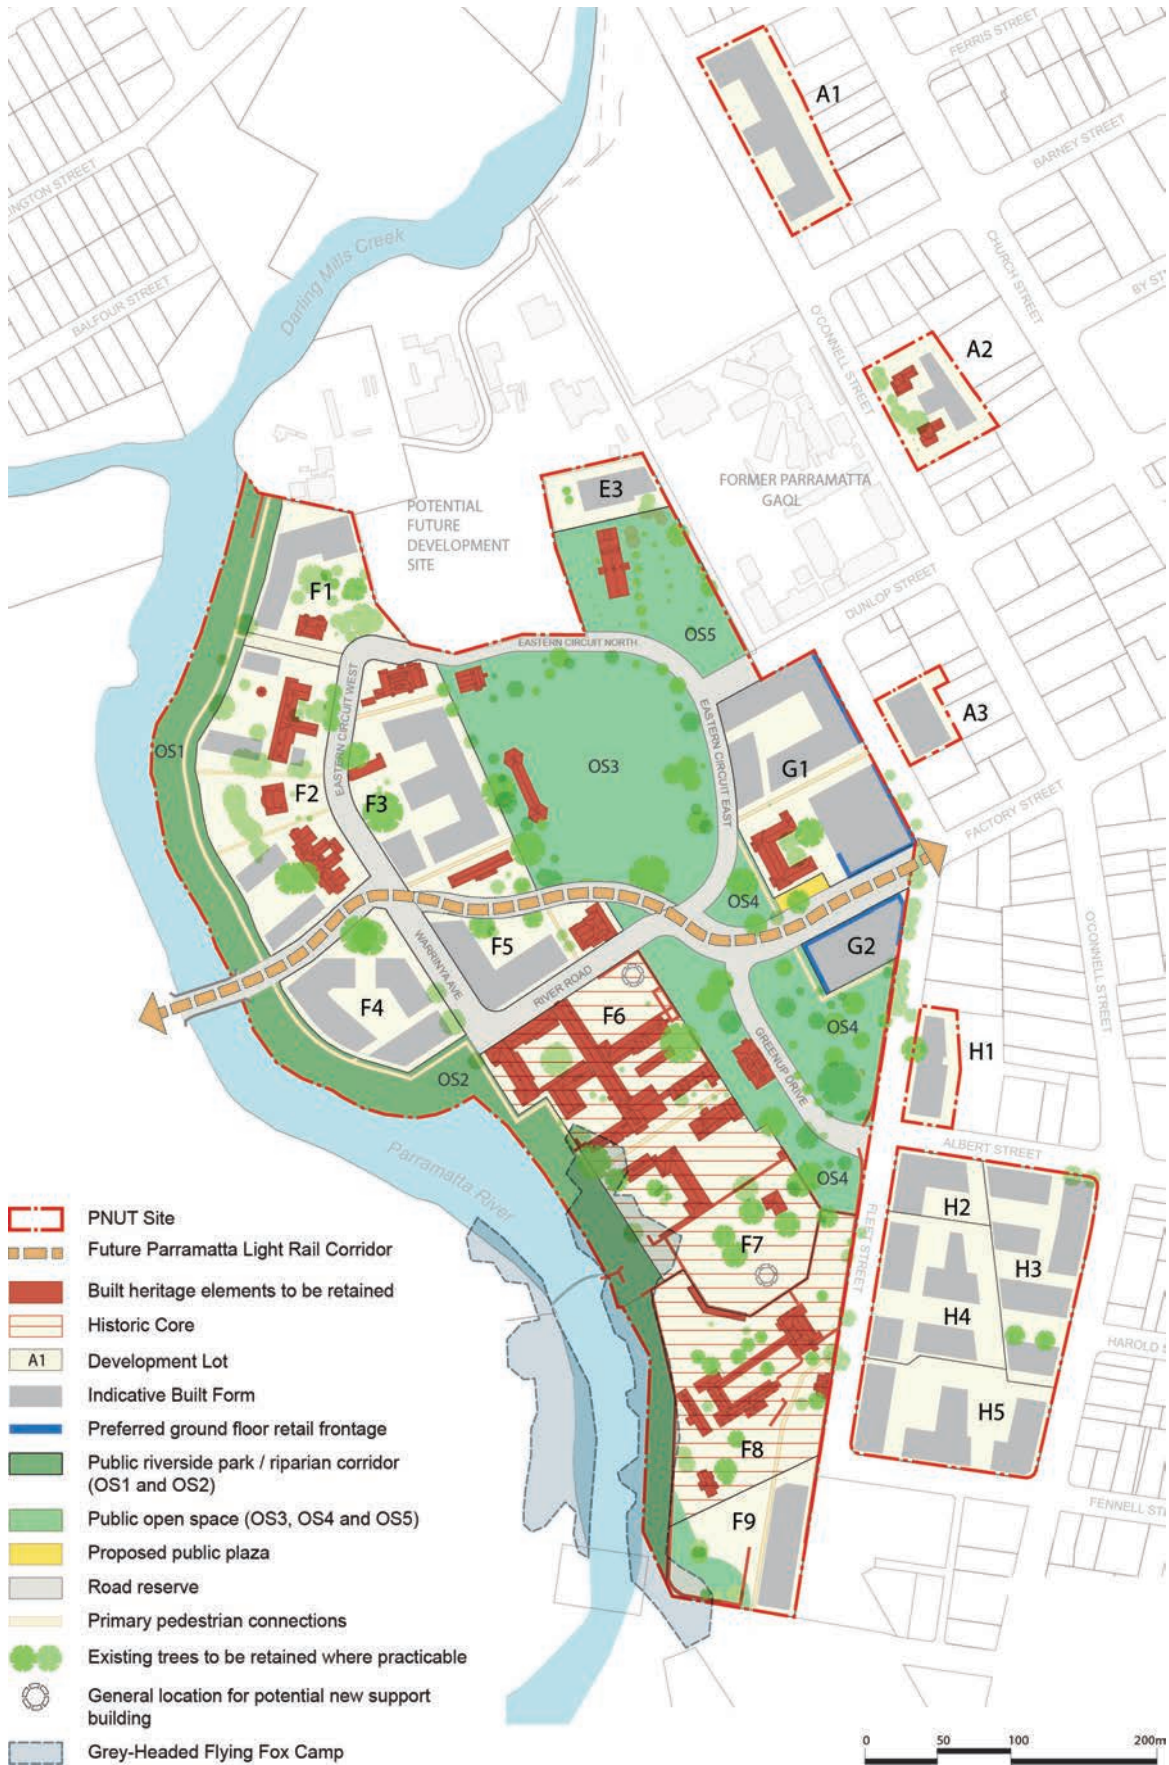 FERRIS STREET
A1
BARNEY STREET
NGTON STREET
Darling Mills Creek
CHURCH STREET
BALFOUR STREET
BY ST
O'CONNELL STREET
A2
E3
FORMER PARRAMATTA
GAOL
POTENTIAL
FUTURE
DEVELOPMENT
SITE
F1
DUNLOP STREET
OS5
EASTERN CIRCUIT NORTH
EASTERN CIRCUIT WEST
EASTERN CIRCUIT EAST
A3
OS1
OS3
G1
F2
F3
FACTORY STREET
OS4
O'CONNELL STREET
WARRINYA AVE
F5
G2
RIVER ROAD
F4
F6
OS4
GREENUP DRIVE
H1
OS2
ALBERT STREET
Parramatta River
OS4
H2
F7
FLEET STREET
H3
H4
HAROLD S
H5
F8
FENNELL ST
F9
PNUT Site
Future Parramatta Light Rail Corridor
Built heritage elements to be retained
Historic Core
A1 Development Lot
Indicative Built Form
Preferred ground floor retail frontage
Public riverside park / riparian corridor
(OS1 and OS2)
Public open space (OS3, OS4 and OS5)
Proposed public plaza
Road reserve
Primary pedestrian connections
Existing trees to be retained where practicable
General location for potential new support
building
Grey-Headed Flying Fox Camp
0 50 100 200m